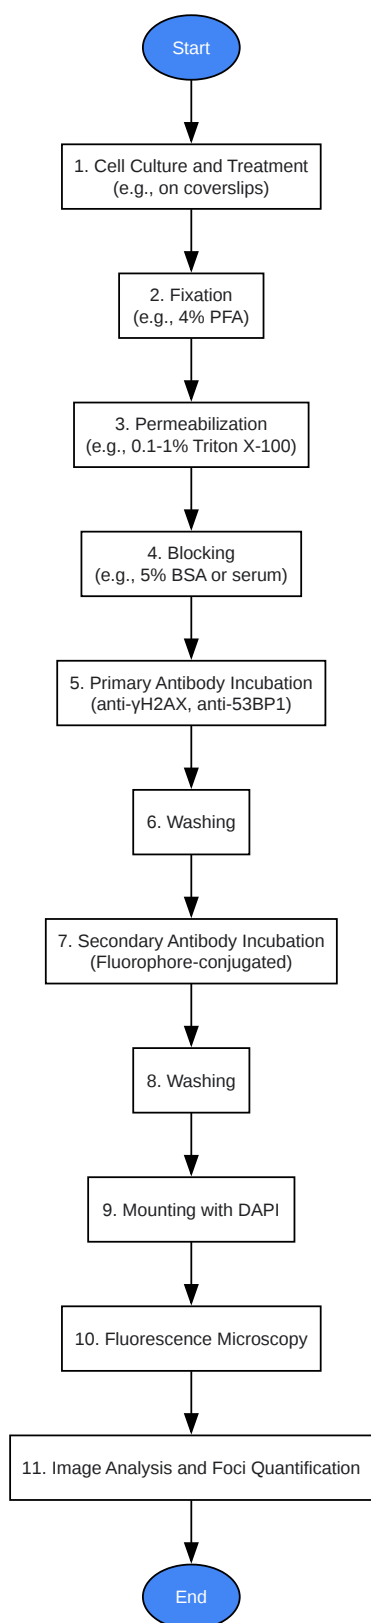 Start
1. Cell Culture and Treatment
(e.g., on coverslips)
2. Fixation
(e.g., 4% PFA)
3. Permeabilization
(e.g., 0.1-1% Triton X-100)
4. Blocking
(e.g., 5% BSA or serum)
5. Primary Antibody Incubation
(anti-γH2AX, anti-53BP1)
6. Washing
7. Secondary Antibody Incubation
(Fluorophore-conjugated)
8. Washing
9. Mounting with DAPI
10. Fluorescence Microscopy
11. Image Analysis and Foci Quantification
End